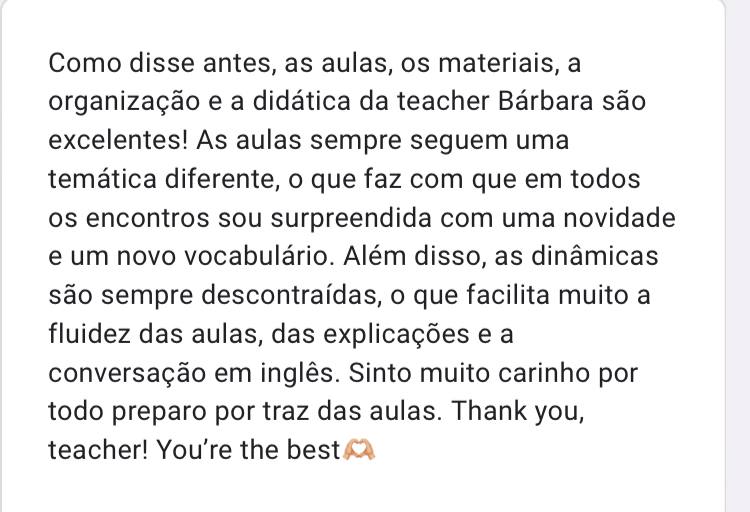 Como disse antes, as aulas, os materiais, a
organização e a didática da teacher Bárbara são
excelentes! As aulas sempre seguem uma
temática diferente, o que faz com que em todos
os encontros sou surpreendida com uma novidade
e um novo vocabulário. Além disso, as dinâmicas
são sempre descontraídas, o que facilita muito a
fluidez das aulas, das explicações e a
conversação em inglês. Sinto muito carinho por
todo preparo por traz das aulas. Thank you,
teacher! You’re the best🫶🏼